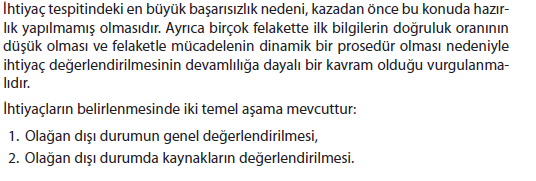 İhtiyaç tespitindeki en büyük başarısızlık nedeni, kazadan önce bu konuda hazır-
lık yapılmamış olmasıdır. Ayrıca birçok felakette ilk bilgilerin doğruluk oranının
düşük olması ve felaketle mücadelenin dinamik bir prosedür olması nedeniyle
ihtiyaç değerlendirilmesinin devamlılığa dayalı bir kavram olduğu vurgulanma-
lıdır.
İhtiyaçların belirlenmesinde iki temel aşama mevcuttur:
1. Olağan dışı durumun genel değerlendirilmesi,
2. Olağan dışı durumda kaynakların değerlendirilmesi.